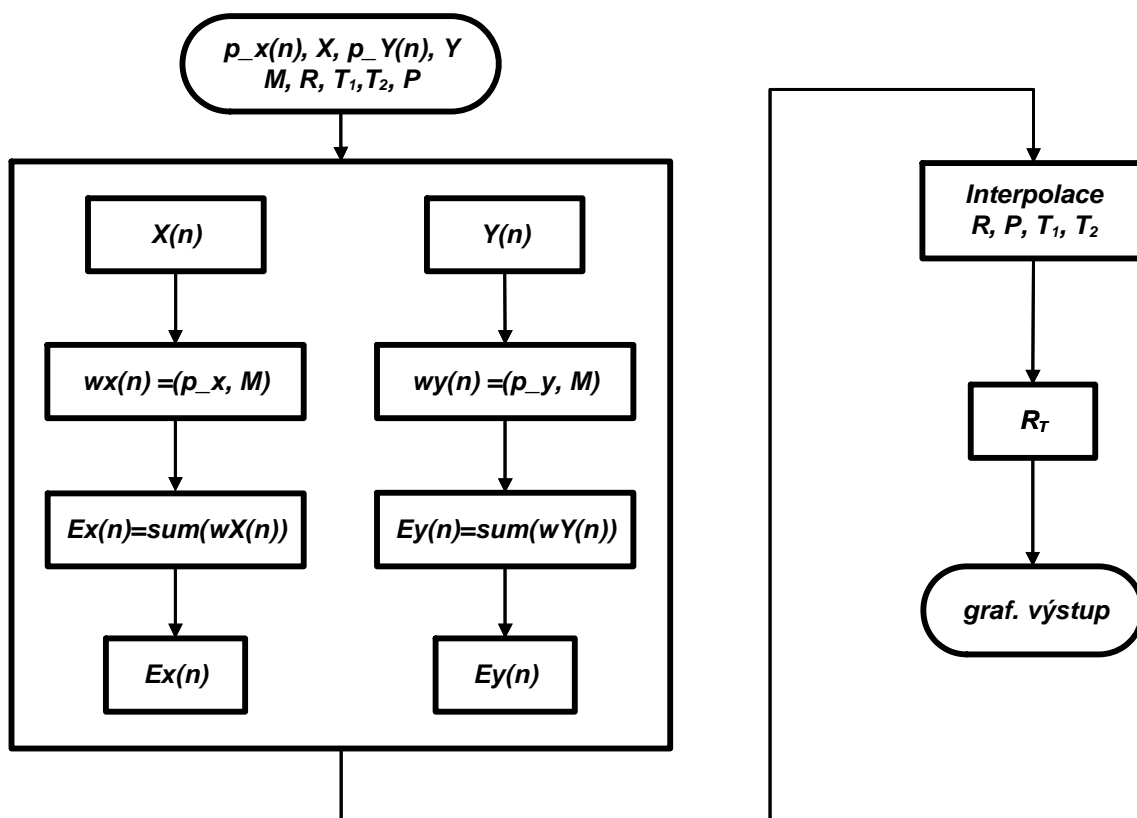 p_x(n), X, p_Y(n), Y
M, R, T₁,T₂, P
X(n)
wx(n) =(p_x, M)
Ex(n)=sum(wX(n))
Ex(n)
Y(n)
wy(n) =(p_y, M)
Ey(n)=sum(wY(n))
Ey(n)
Interpolace
R, P, T₁, T₂
R_T
graf. výstup